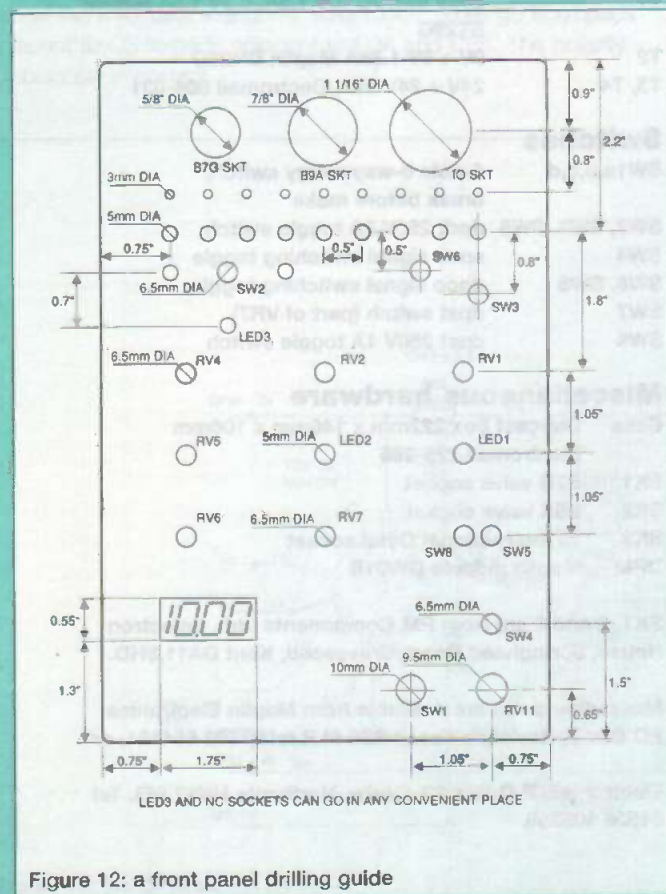 1 1/16" DIA
7/8" DIA
5/8" DIA
0.9"
2.2"
0.8"
B7G SKT
B9A SKT
IO SKT
3mm DIA
5mm DIA
0.75"
0.5"
0.5"
SW6
0.8"
6.5mm DIA
SW2
SW3
0.7"
1.8"
LED3
6.5mm DIA
RV4
RV2
RV1
1.05"
RV5
5mm DIA
LED2
LED1
1.05"
RV6
6.5mm DIA
RV7
SW8
SW5
10.00
0.55"
6.5mm DIA
SW4
1.3"
10mm DIA
9.5mm DIA
1.5"
SW1
RV11
0.65"
0.75"
1.75"
1.05"
0.75"
LED3 AND NC SOCKETS CAN GO IN ANY CONVENIENT PLACE
Figure 12: a front panel drilling guide